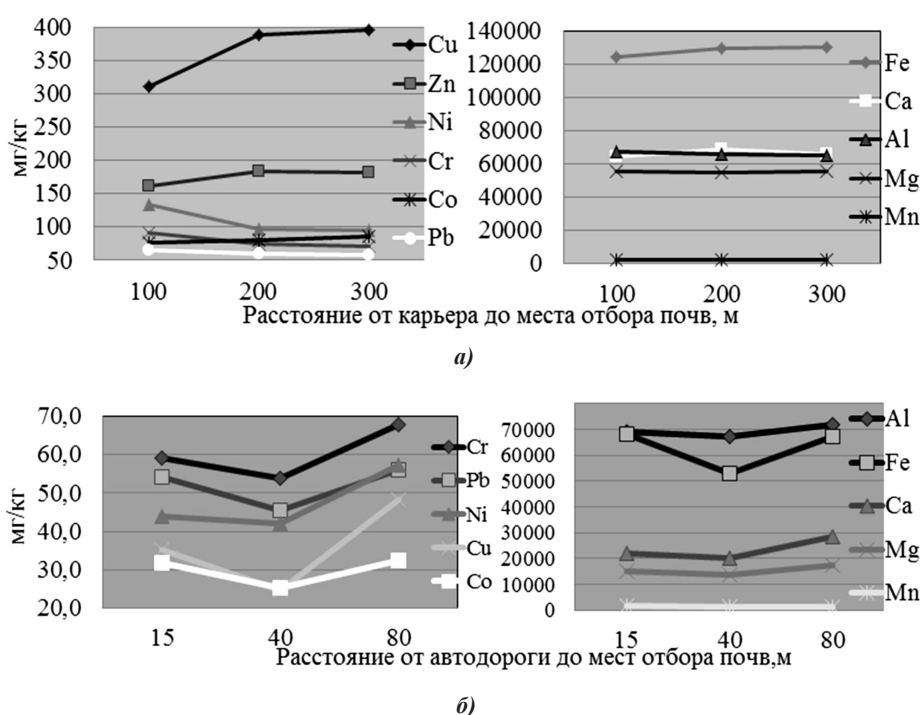 400
350
300
250
200
150
100
50
мг/кг
100 200 300
Cu
Zn
Ni
Cr
Co
Pb
140000
120000
100000
80000
60000
40000
20000
0
100 200 300
Fe
Ca
Al
Mg
Mn
Расстояние от карьера до места отбора почв, м
а)
70,0
60,0
50,0
40,0
30,0
20,0
мг/кг
15 40 80
Cr
Pb
Ni
Cu
Co
70000
60000
50000
40000
30000
20000
10000
0
15 40 80
Al
Fe
Ca
Mg
Mn
Расстояние от автодороги до мест отбора почв,м
б)